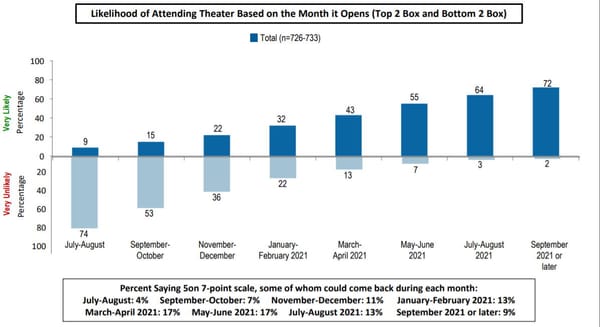 Likelihood of Attending Theater Based on the Month it Opens (Top 2 Box and Bottom 2 Box)
Total (n=726-733)
Very Likely
Percentage
Very Unlikely
Percentage
100
80
60
40
20
0
20
40
60
80
100
9
15
22
32
43
55
64
72
74
53
36
22
13
7
3
2
July-August
September-
October
November-
December
January-
February 2021
March-
April 2021
May-June
2021
July-August
2021
September
2021 or
later
Percent Saying 5on 7-point scale, some of whom could come back during each month:
July-August: 4% September-October: 7% November-December: 11% January-February 2021: 13%
March-April 2021: 17% May-June 2021: 17% July-August 2021: 13% September 2021 or later: 9%